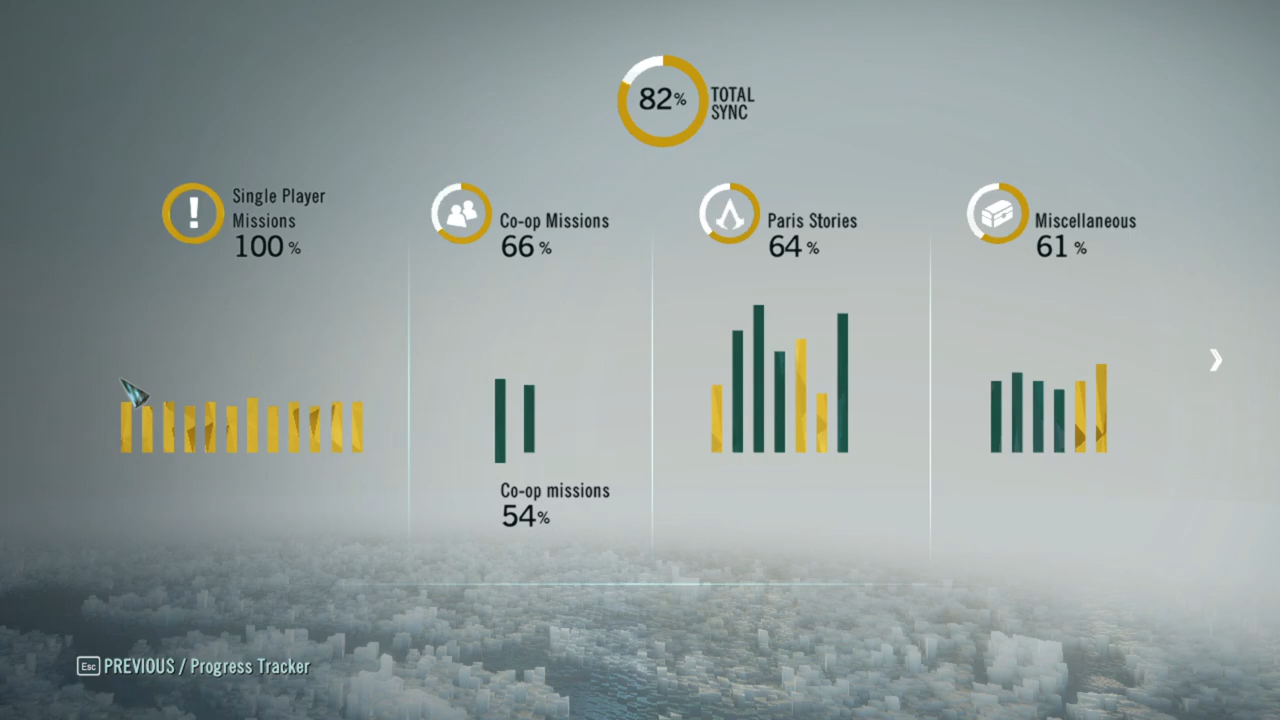 82%
TOTAL
SYNC
Single Player
Missions
100 %
Co-op Missions
66 %
Paris Stories
64 %
Miscellaneous
61 %
Co-op missions
54%
Esc PREVIOUS / Progress Tracker